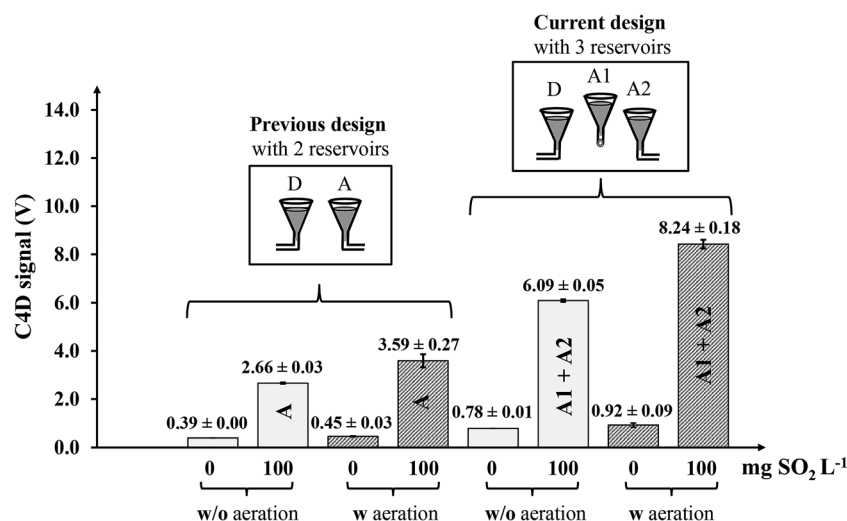 Current design
with 3 reservoirs
D A1 A2
Previous design
with 2 reservoirs
D A
C4D signal (V)
14.0
12.0
10.0
8.0
6.0
4.0
2.0
0.0
0.39 ± 0.00
2.66 ± 0.03
0.45 ± 0.03
3.59 ± 0.27
0.78 ± 0.01
6.09 ± 0.05
0.92 ± 0.09
8.24 ± 0.18
A
A
A1 + A2
A1 + A2
0 100 0 100 0 100 0 100 mg SO₂ L⁻¹
w/o aeration w aeration w/o aeration w aeration